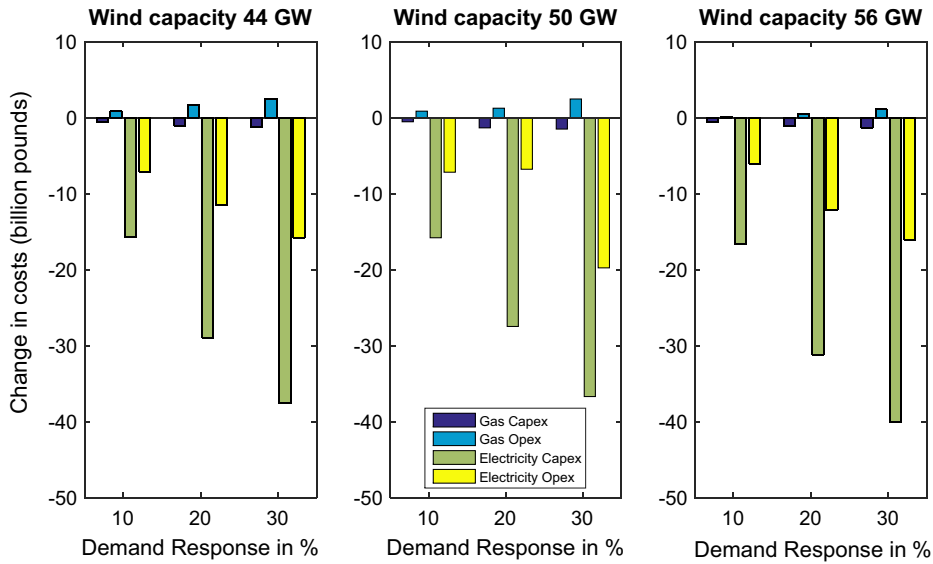 Wind capacity 44 GW
Wind capacity 50 GW
Wind capacity 56 GW
Change in costs (billion pounds)
10
0
-10
-20
-30
-40
-50
10 20 30
Demand Response in %
10
0
-10
-20
-30
-40
-50
Gas Capex
Gas Opex
Electricity Capex
Electricity Opex
10 20 30
Demand Response in %
10
0
-10
-20
-30
-40
-50
10 20 30
Demand Response in %